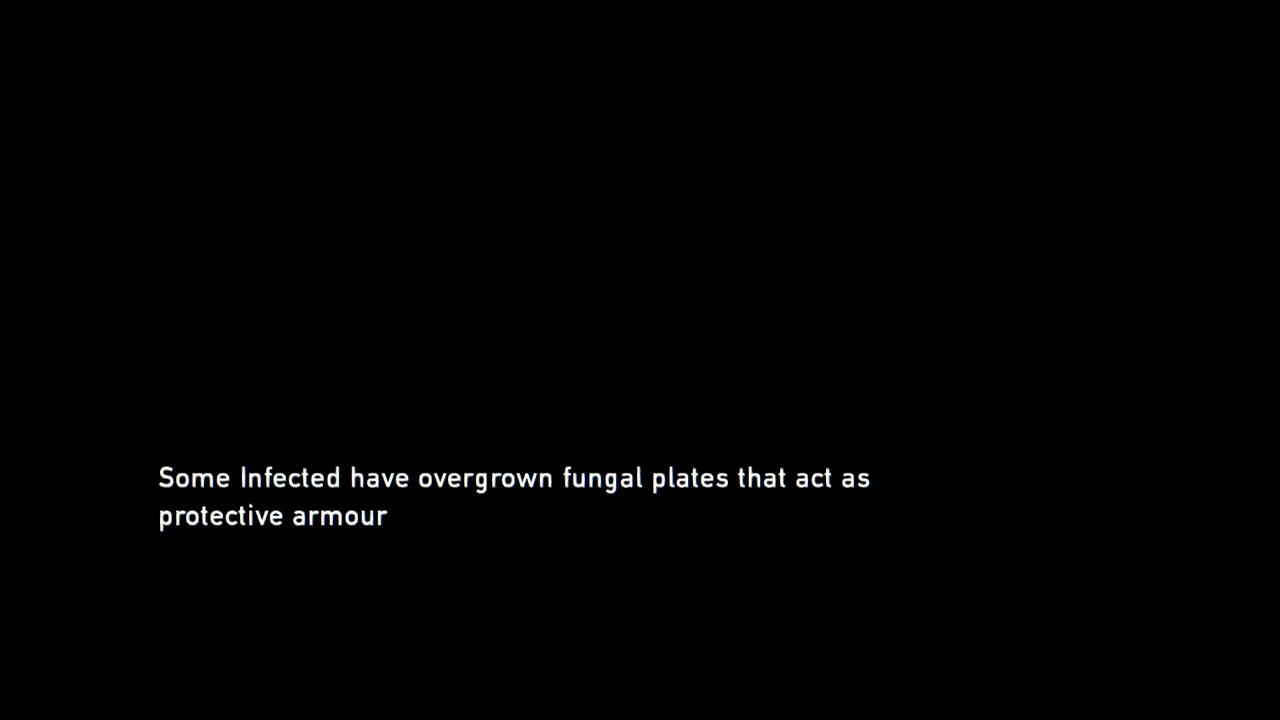 Some Infected have overgrown fungal plates that act as
protective armour